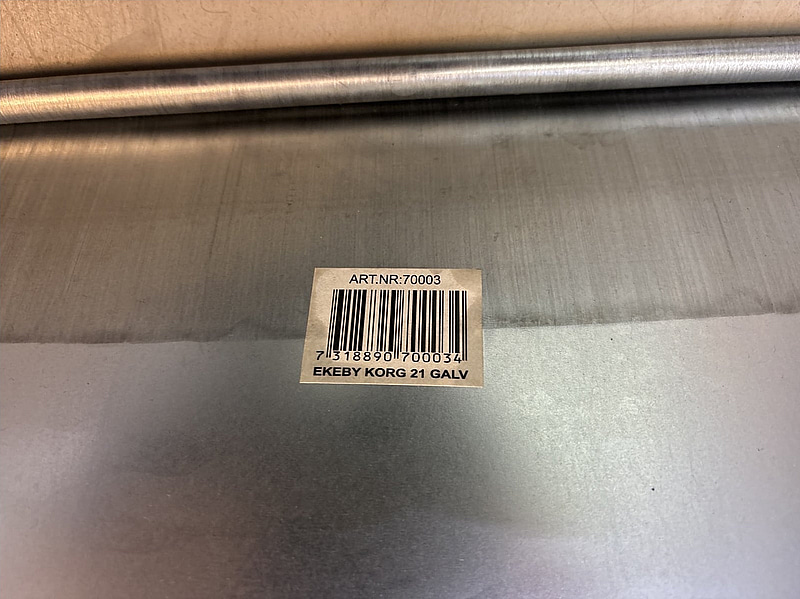 ART.NR:70003
7 318890 700034
EKEBY KORG 21 GALV